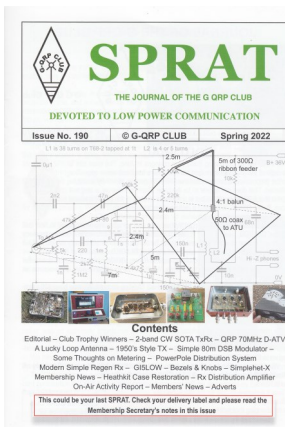 G QRP CLUB
SPRAT
THE JOURNAL OF THE G QRP CLUB
DEVOTED TO LOW POWER COMMUNICATION
Issue No. 190
© G-QRP CLUB
Spring 2022
2.5m
5m of 300Ω
ribbon feeder
4:1 balun
2.4m
50Ω coax
to ATU
2.4m
5m
7m
Contents
Editorial – Club Trophy Winners – 2-band CW SOTA TxRx – QRP 70MHz D-ATV
A Lucky Loop Antenna – 1950's Style TX – Simple 80m DSB Modulator –
Some Thoughts on Metering – PowerPole Distribution System
Modern Simple Regen Rx – GI5LOW – Bezels & Knobs – Simplehet-X
Membership News – Heathkit Case Restoration – Rx Distribution Amplifier
On-Air Activity Report – Members' News – Adverts
This could be your last SPRAT. Check your delivery label and please read the
Membership Secretary's notes in this issue